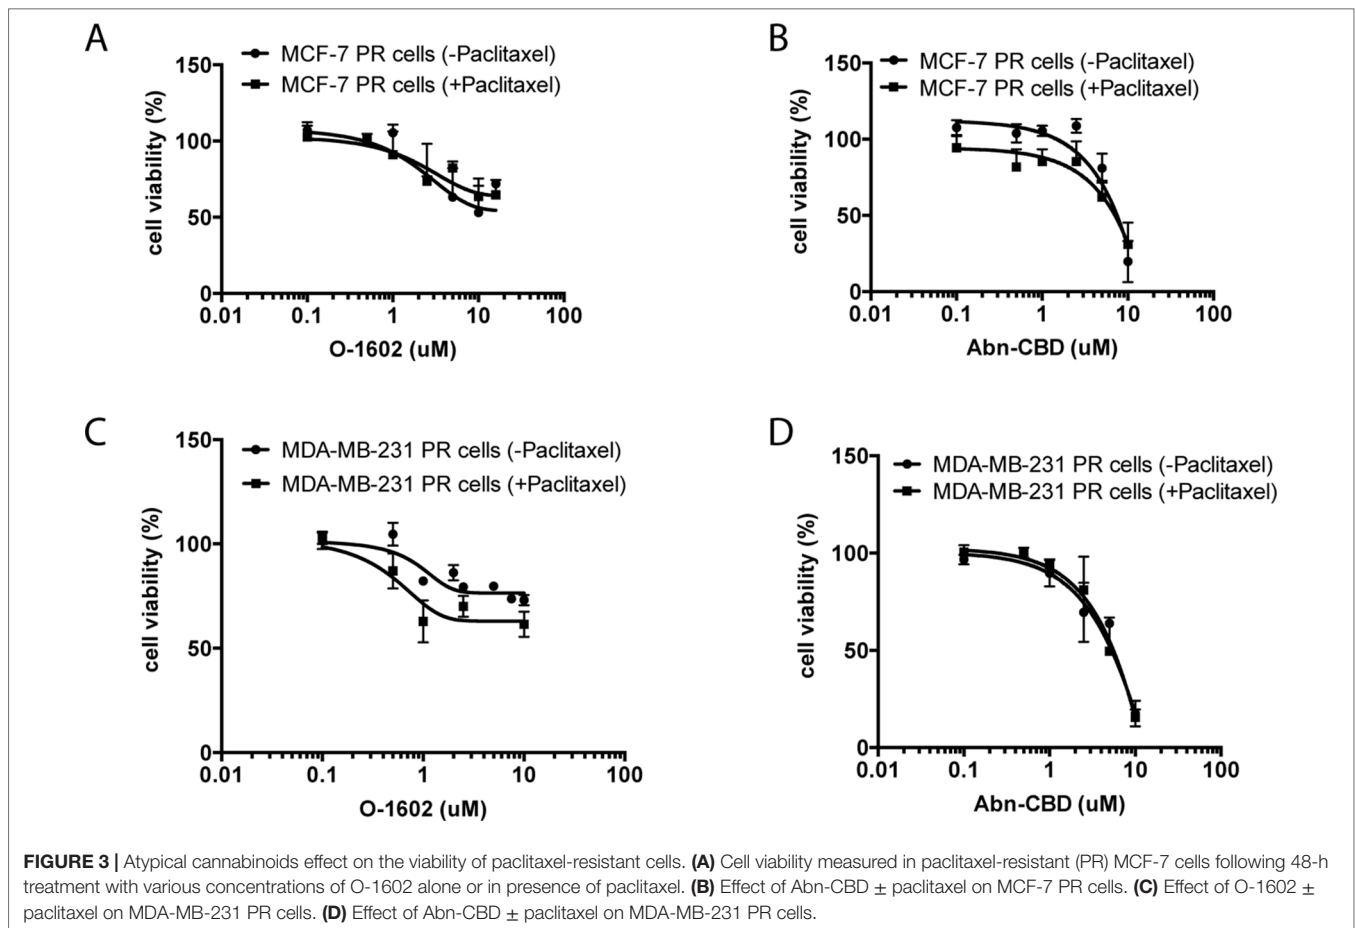 A
MCF-7 PR cells (-Paclitaxel)
MCF-7 PR cells (+Paclitaxel)
150
100
50
0
cell viability (%)
0.01 0.1 1 10 100
O-1602 (uM)
B
MCF-7 PR cells (-Paclitaxel)
MCF-7 PR cells (+Paclitaxel)
150
100
50
0
cell viability (%)
0.01 0.1 1 10 100
Abn-CBD (uM)
C
MDA-MB-231 PR cells (-Paclitaxel)
MDA-MB-231 PR cells (+Paclitaxel)
150
100
50
0
cell viability (%)
0.01 0.1 1 10 100
O-1602 (uM)
D
MDA-MB-231 PR cells (-Paclitaxel)
MDA-MB-231 PR cells (+Paclitaxel)
150
100
50
0
cell viability (%)
0.01 0.1 1 10 100
Abn-CBD (uM)
FIGURE 3 | Atypical cannabinoids effect on the viability of paclitaxel-resistant cells. (A) Cell viability measured in paclitaxel-resistant (PR) MCF-7 cells following 48-h
treatment with various concentrations of O-1602 alone or in presence of paclitaxel. (B) Effect of Abn-CBD ± paclitaxel on MCF-7 PR cells. (C) Effect of O-1602 ±
paclitaxel on MDA-MB-231 PR cells. (D) Effect of Abn-CBD ± paclitaxel on MDA-MB-231 PR cells.